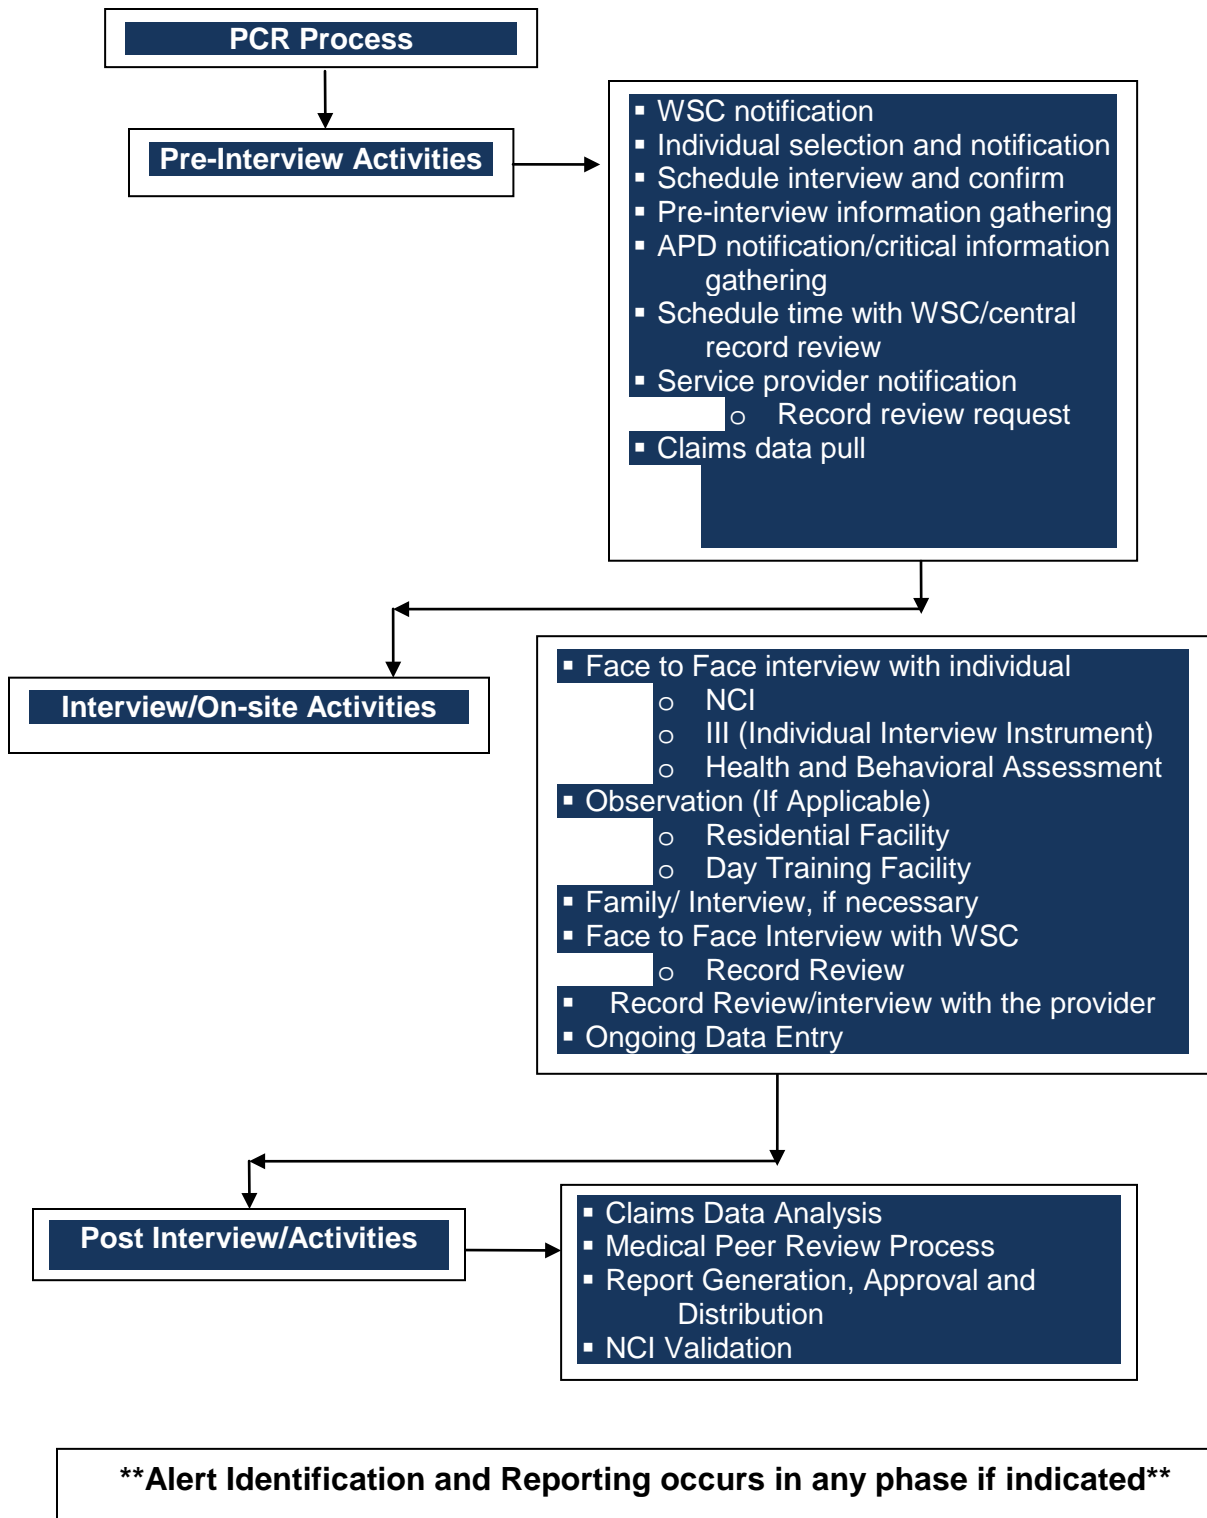 PCR Process
Pre-Interview Activities
▪ WSC notification
▪ Individual selection and notification
▪ Schedule interview and confirm
▪ Pre-interview information gathering
▪ APD notification/critical information
gathering
▪ Schedule time with WSC/central
record review
▪ Service provider notification
o Record review request
▪ Claims data pull
Interview/On-site Activities
▪ Face to Face interview with individual
o NCI
o III (Individual Interview Instrument)
o Health and Behavioral Assessment
▪ Observation (If Applicable)
o Residential Facility
o Day Training Facility
▪ Family/ Interview, if necessary
▪ Face to Face Interview with WSC
o Record Review
▪ Record Review/interview with the provider
▪ Ongoing Data Entry
Post Interview/Activities
▪ Claims Data Analysis
▪ Medical Peer Review Process
▪ Report Generation, Approval and
Distribution
▪ NCI Validation
**Alert Identification and Reporting occurs in any phase if indicated**